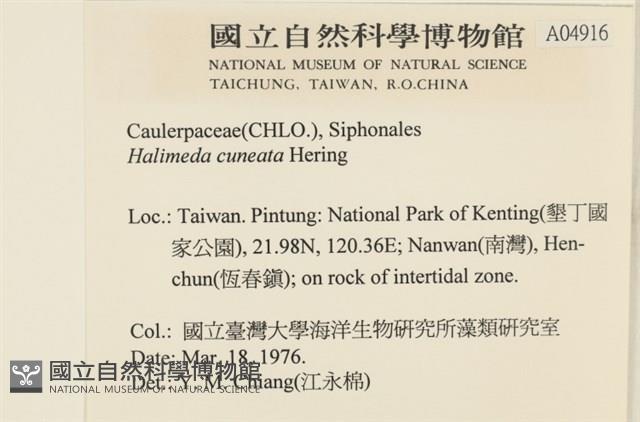 國立自然科學博物館 A04916
NATIONAL MUSEUM OF NATURAL SCIENCE
TAICHUNG, TAIWAN, R.O.CHINA
Caulerpaceae(CHLO.), Siphonales
Halimeda cuneata Hering
Loc.: Taiwan. Pintung: National Park of Kenting(墾丁國
家公園), 21.98N, 120.36E; Nanwan(南灣), Hen-
chun(恆春鎮); on rock of intertidal zone.
Col.: 國立臺灣大學海洋生物研究所藻類研究室
Date: Mar. 18. 1976.
Det.: Y. M. Chiang(江永棉)
國立自然科學博物館
NATIONAL MUSEUM OF NATURAL SCIENCE